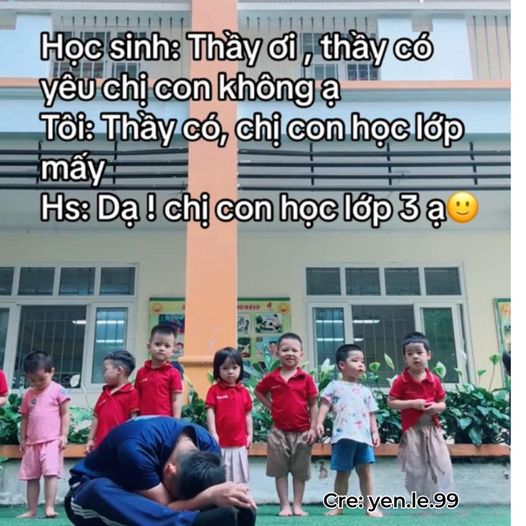 Học sinh: Thầy ơi , thầy có
yêu chị con không ạ
Tôi: Thầy có, chị con học lớp
mấy
Hs: Dạ ! chị con học lớp 3 ạ🙂
Cre: yen.le.99